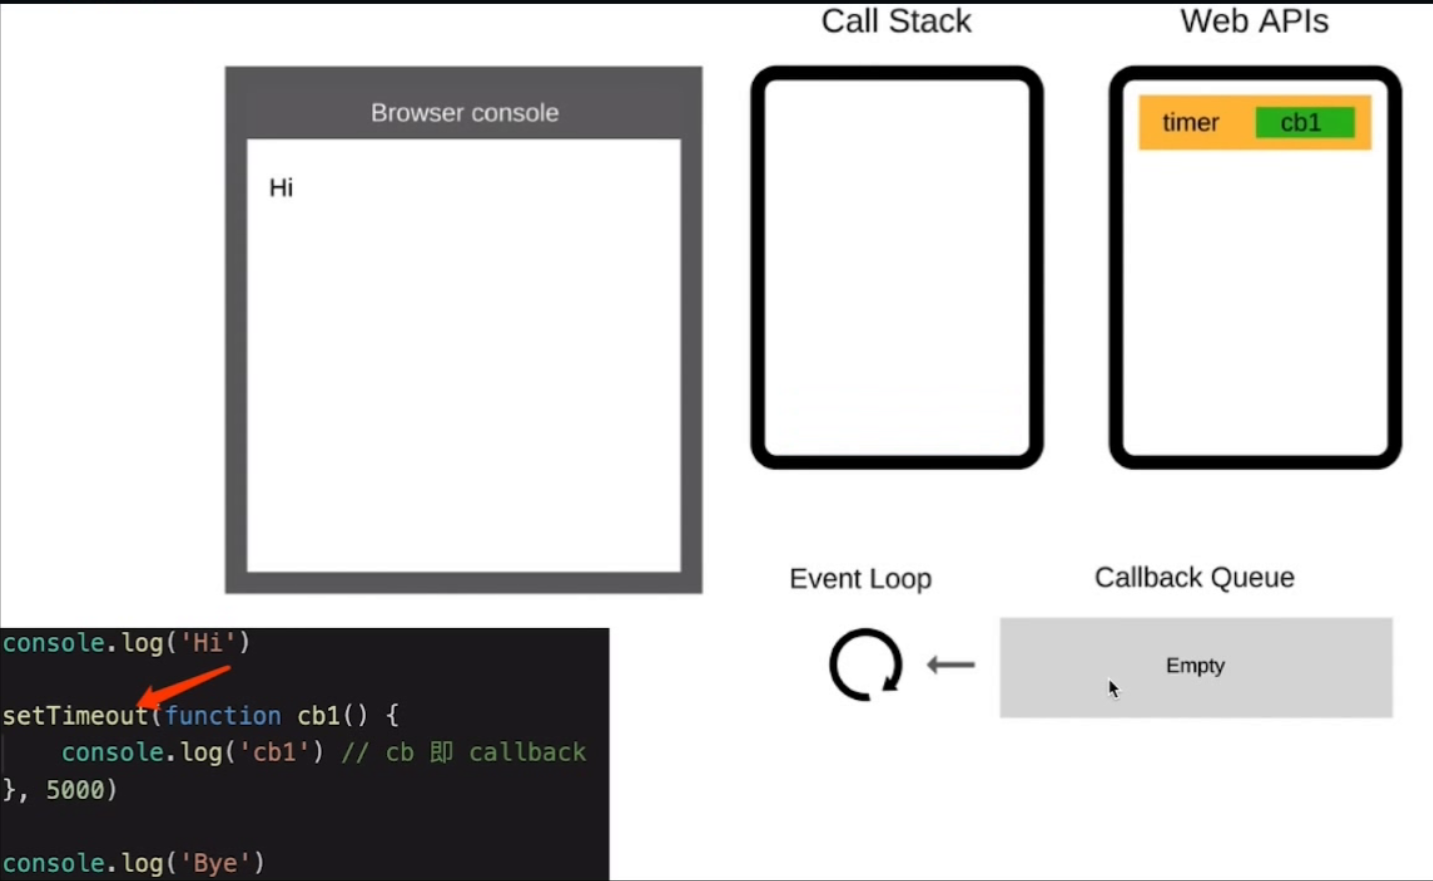 Call Stack
Web APIs
Browser console
timer cb1
Hi
Event Loop
Callback Queue
Empty
console.log('Hi')
setTimeout(function cb1() {
    console.log('cb1') // cb 即 callback
}, 5000)
console.log('Bye')